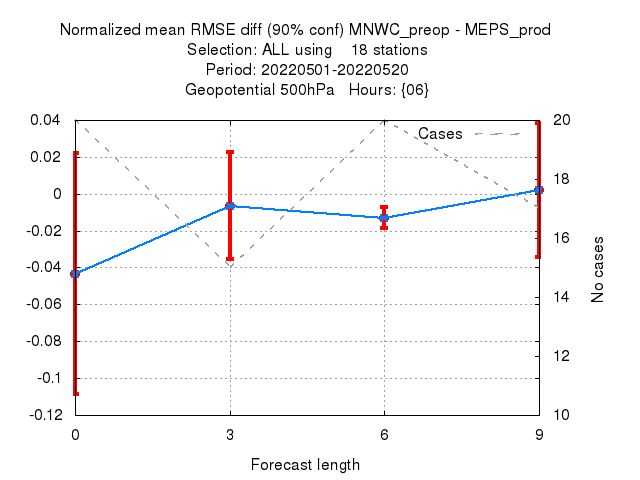 Normalized mean RMSE diff (90% conf) MNWC_preop - MEPS_prod
Selection: ALL using    18 stations
Period: 20220501-20220520
Geopotential 500hPa   Hours: {06}
0.04
0.02
0
-0.02
-0.04
-0.06
-0.08
-0.1
-0.12
Cases
20
18
16
14
12
10
No cases
0 3 6 9
Forecast length